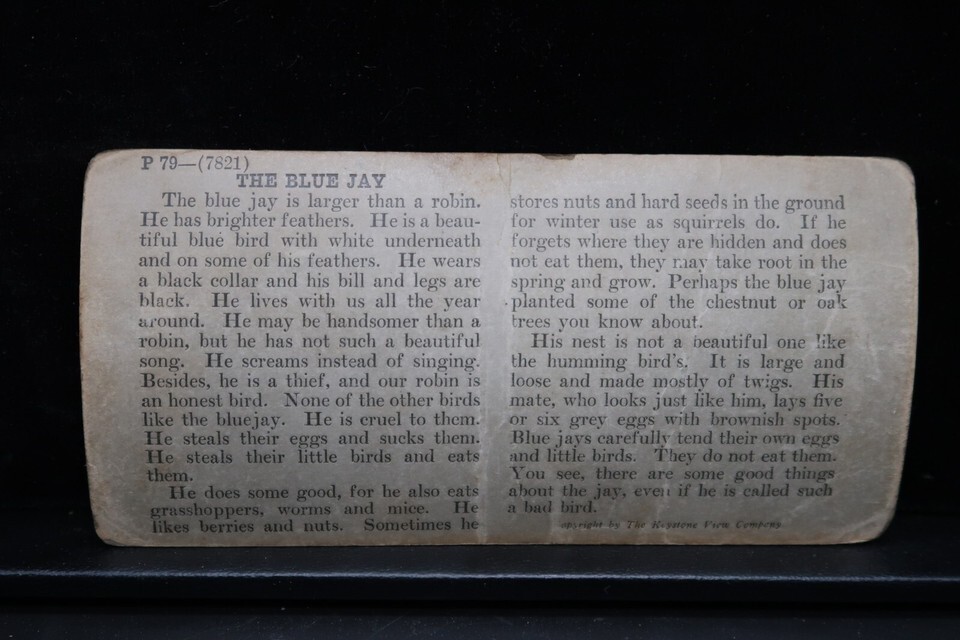 P 79—(7821)
THE BLUE JAY
The blue jay is larger than a robin.
He has brighter feathers. He is a beau-
tiful blue bird with white underneath
and on some of his feathers. He wears
a black collar and his bill and legs are
black. He lives with us all the year
around. He may be handsomer than a
robin, but he has not such a beautiful
song. He screams instead of singing.
Besides, he is a thief, and our robin is
an honest bird. None of the other birds
like the bluejay. He is cruel to them.
He steals their eggs and sucks them.
He steals their little birds and eats
them.
He does some good, for he also eats
grasshoppers, worms and mice. He
likes berries and nuts. Sometimes he
stores nuts and hard seeds in the ground
for winter use as squirrels do. If he
forgets where they are hidden and does
not eat them, they may take root in the
spring and grow. Perhaps the blue jay
planted some of the chestnut or oak
trees you know about.
His nest is not a beautiful one like
the humming bird's. It is large and
loose and made mostly of twigs. His
mate, who looks just like him, lays five
or six grey eggs with brownish spots.
Blue jays carefully tend their own eggs
and little birds. They do not eat them.
You see, there are some good things
about the jay, even if he is called such
a bad bird.
opyright by The Keystone View Company